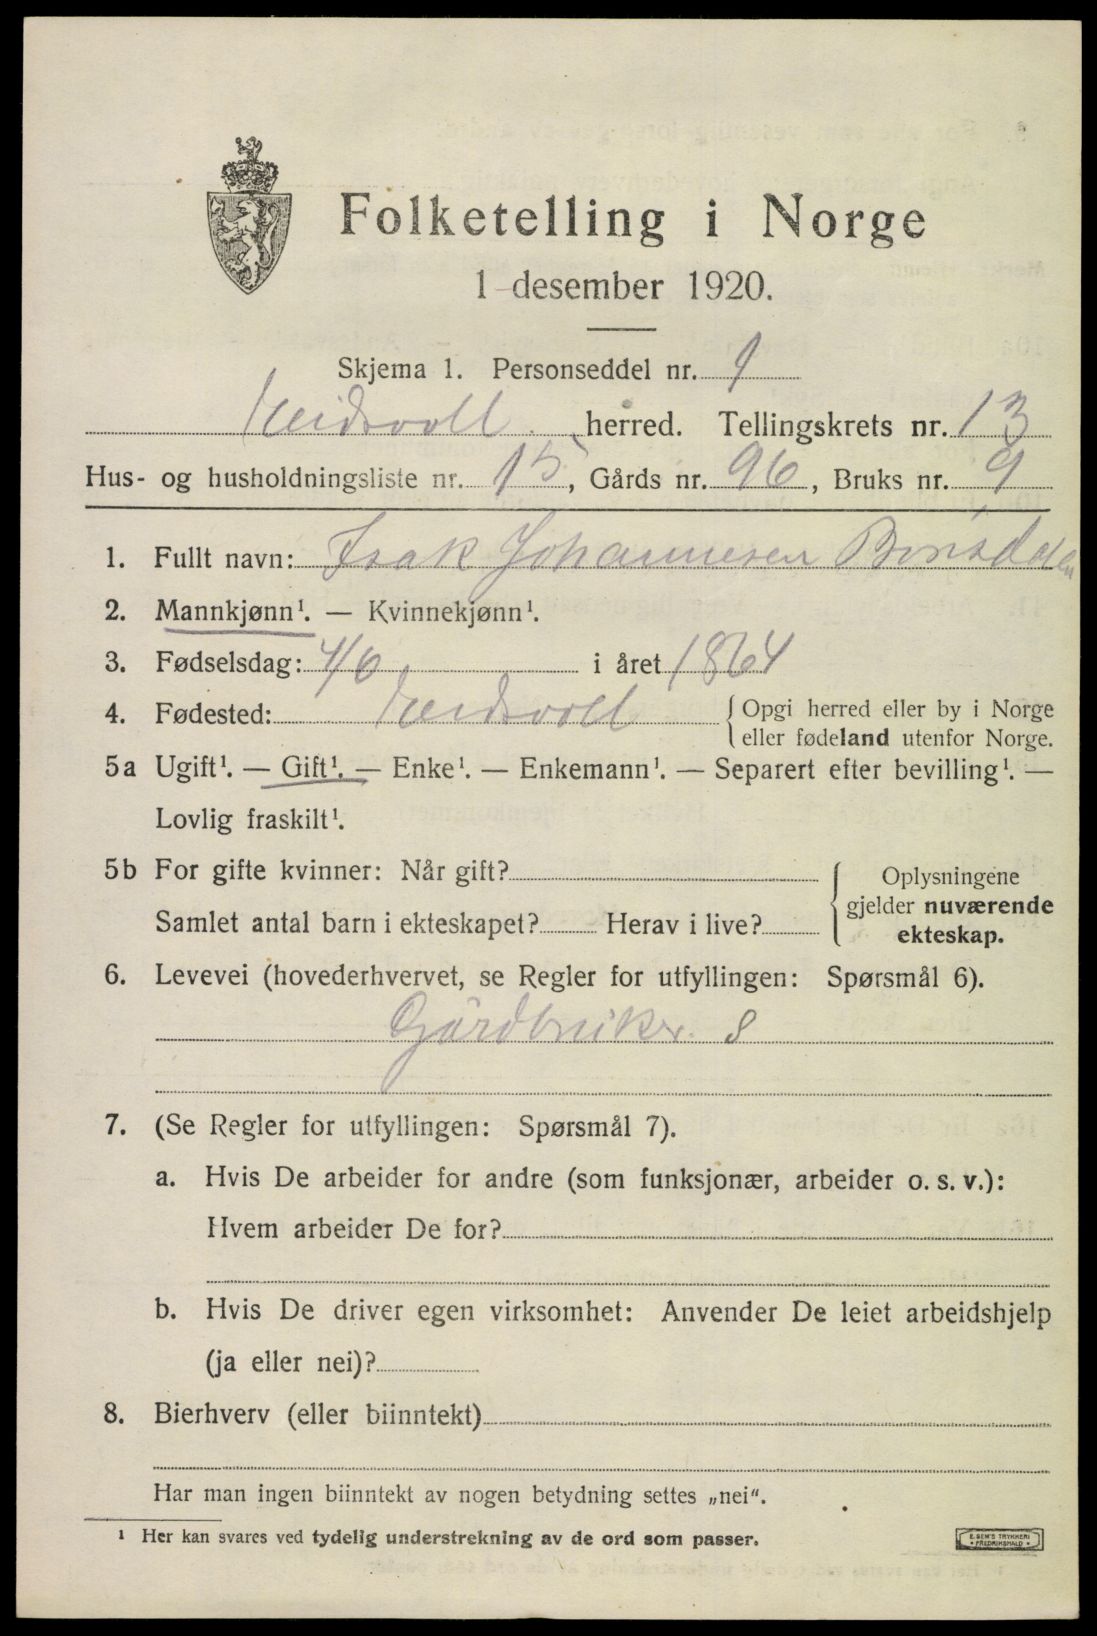 Folketelling i Norge
1 desember 1920.
Skjema 1. Personseddel nr. 1
Eidsvoll herred. Tellingskrets nr. 13
Hus- og husholdningsliste nr. 15, Gårds nr. 96, Bruks nr. 9
1. Fullt navn: Isak Johannesen
2. Mannkjønn¹. — Kvinnekjønn¹.
3. Fødselsdag: 4/6 i året 1864
4. Fødested: Eidsvoll { Opgi herred eller by i Norge
eller fødeland utenfor Norge.
5a Ugift¹. — Gift¹. — Enke¹. — Enkemann¹. — Separert efter bevilling¹. —
Lovlig fraskilt¹.
5b For gifte kvinner: Når gift?
Samlet antal barn i ekteskapet? Herav i live?
{ Oplysningene
gjelder nuværende
ekteskap.
6. Levevei (hovederhvervet, se Regler for utfyllingen: Spørsmål 6).
Gårdbruker. S
7. (Se Regler for utfyllingen: Spørsmål 7).
a. Hvis De arbeider for andre (som funksjonær, arbeider o. s. v.):
Hvem arbeider De for?
b. Hvis De driver egen virksomhet: Anvender De leiet arbeidshjelp
(ja eller nei)?
8. Bierhverv (eller biinntekt)
Har man ingen biinntekt av nogen betydning settes „nei“.
¹ Her kan svares ved tydelig understrekning av de ord som passer.
E. SEM'S TRYKKERI
• FREDRIKSHALD •